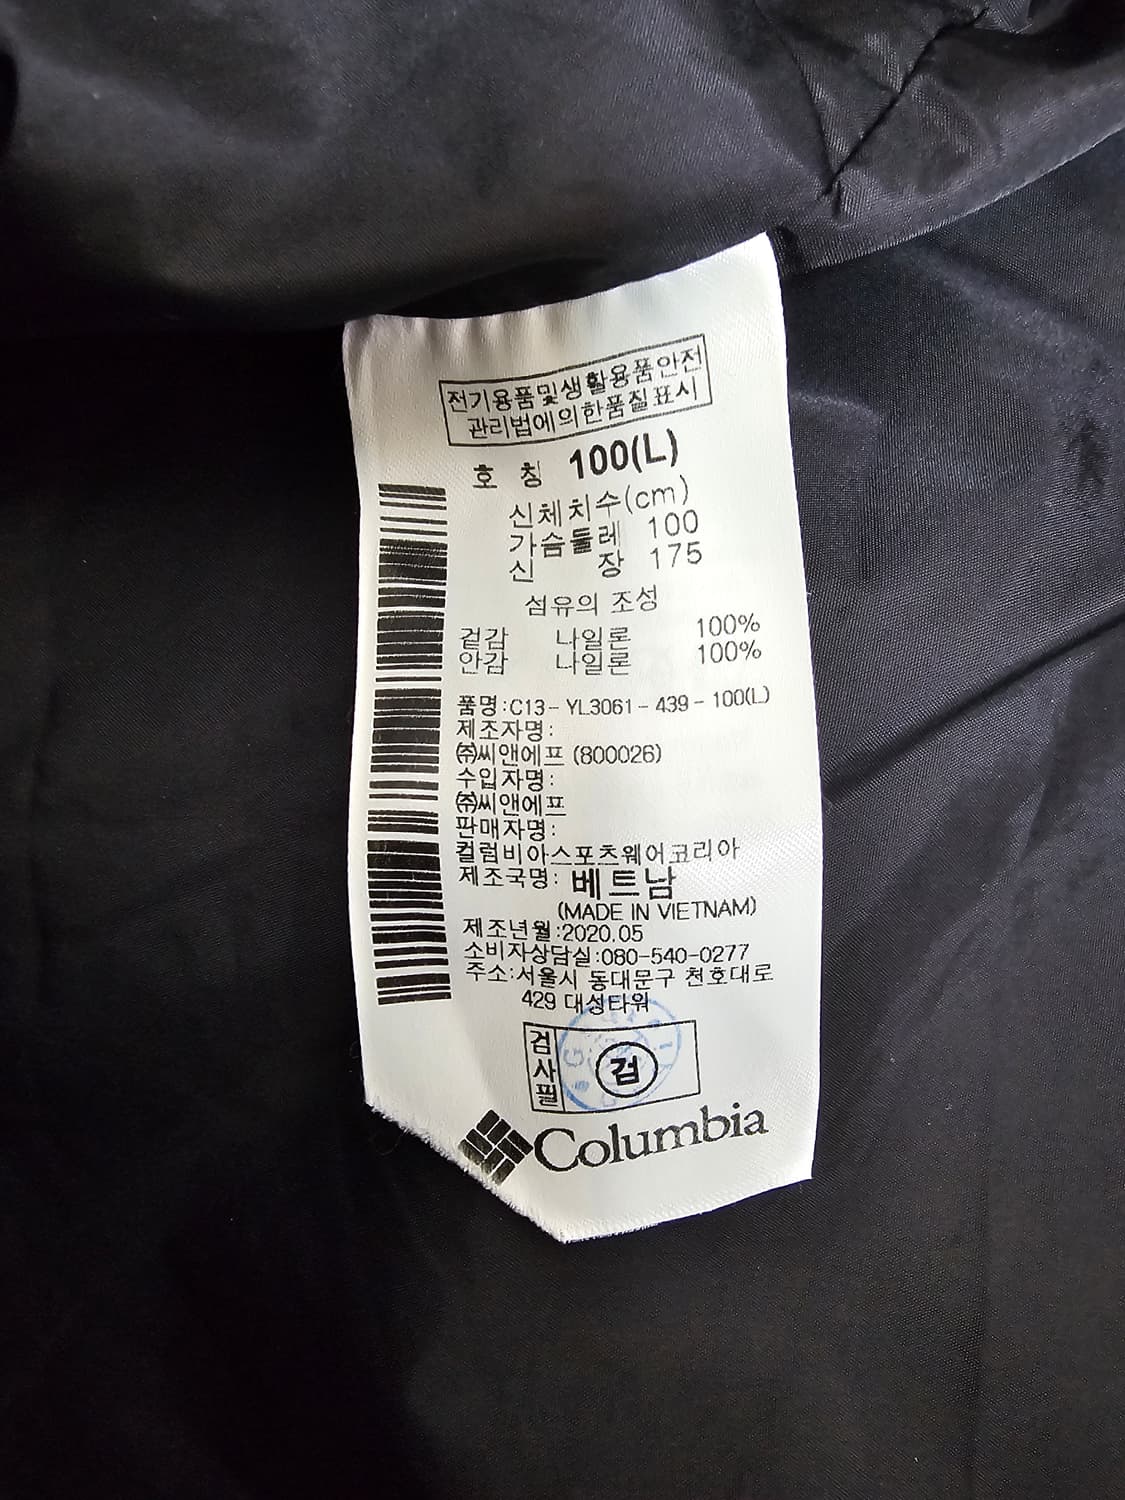 전기용품및생활용품안전
관리법에의한품질표시
호 칭 100(L)
신체치수(cm)
가슴둘레 100
신 장 175
섬유의 조성
겉감 나일론 100%
안감 나일론 100%
품명:C13-YL3061-439-100(L)
제조자명:
㈜씨앤에프 (800026)
수입자명:
㈜씨앤에프
판매자명:
컬럼비아스포츠웨어코리아
제조국명: 베트남
(MADE IN VIETNAM)
제조년월:2020.05
소비자상담실:080-540-0277
주소:서울시 동대문구 천호대로
429 대성타워
검사필
검
Columbia